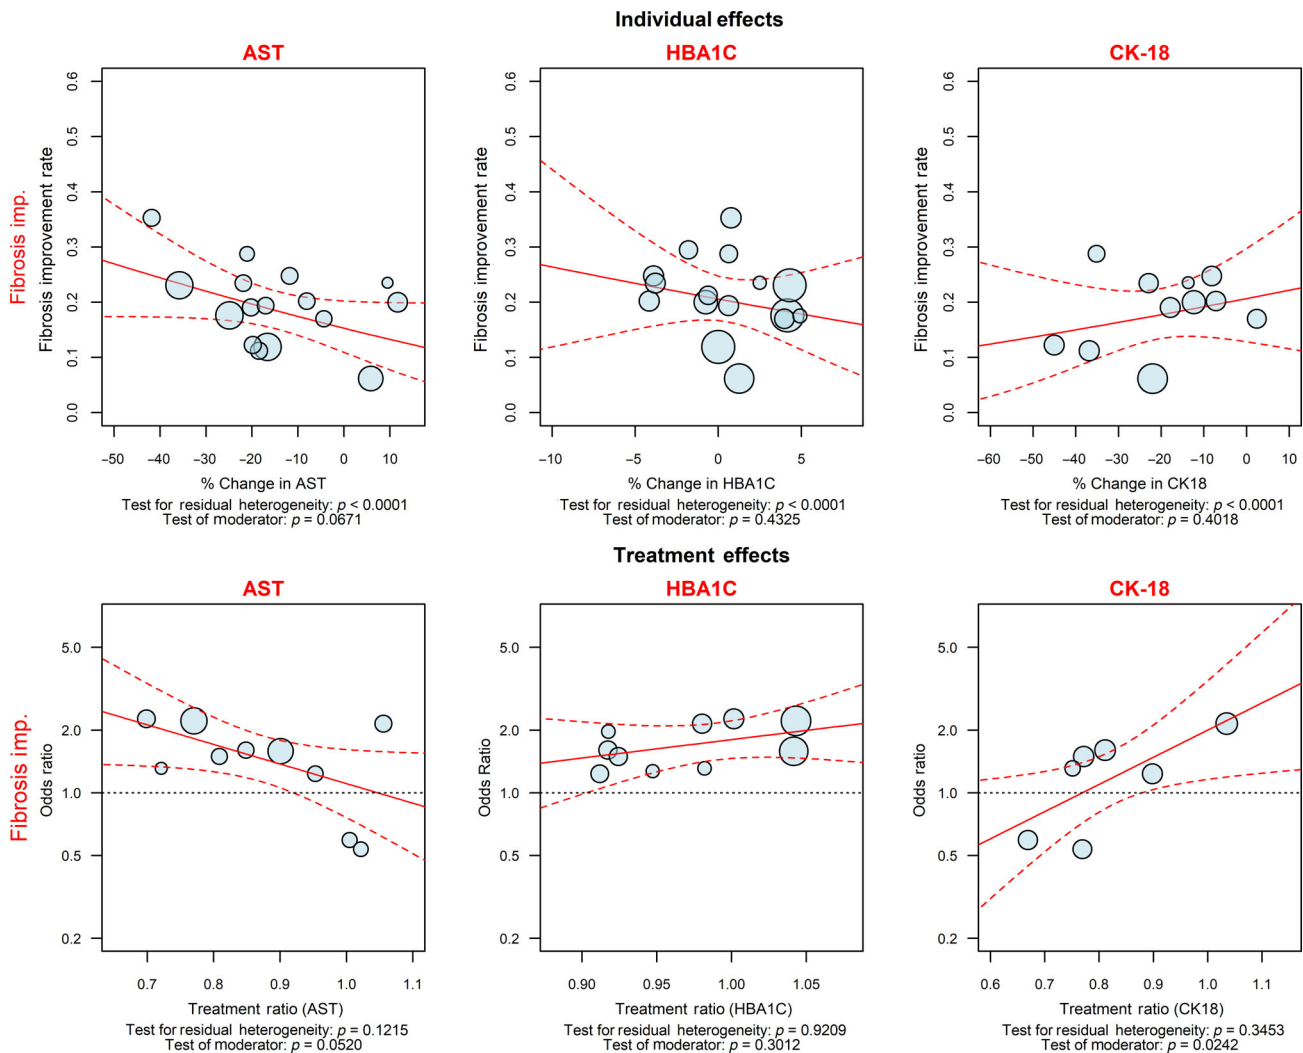 Individual effects
AST
HBA1C
CK-18
Fibrosis imp.
Fibrosis improvement rate
0.6
0.5
0.4
0.3
0.2
0.1
0.0
−50 −40 −30 −20 −10 0 10
% Change in AST
Test for residual heterogeneity: p < 0.0001
Test of moderator: p = 0.0671
Fibrosis improvement rate
0.6
0.5
0.4
0.3
0.2
0.1
0.0
−10 −5 0 5
% Change in HBA1C
Test for residual heterogeneity: p < 0.0001
Test of moderator: p = 0.4325
Fibrosis improvement rate
0.6
0.5
0.4
0.3
0.2
0.1
0.0
−60 −50 −40 −30 −20 −10 0 10
% Change in CK18
Test for residual heterogeneity: p < 0.0001
Test of moderator: p = 0.4018
Treatment effects
AST
HBA1C
CK-18
Fibrosis imp.
Odds ratio
5.0
2.0
1.0
0.5
0.2
0.7 0.8 0.9 1.0 1.1
Treatment ratio (AST)
Test for residual heterogeneity: p = 0.1215
Test of moderator: p = 0.0520
Odds Ratio
5.0
2.0
1.0
0.5
0.2
0.90 0.95 1.00 1.05
Treatment ratio (HBA1C)
Test for residual heterogeneity: p = 0.9209
Test of moderator: p = 0.3012
Odds ratio
5.0
2.0
1.0
0.5
0.2
0.6 0.7 0.8 0.9 1.0 1.1
Treatment ratio (CK18)
Test for residual heterogeneity: p = 0.3453
Test of moderator: p = 0.0242